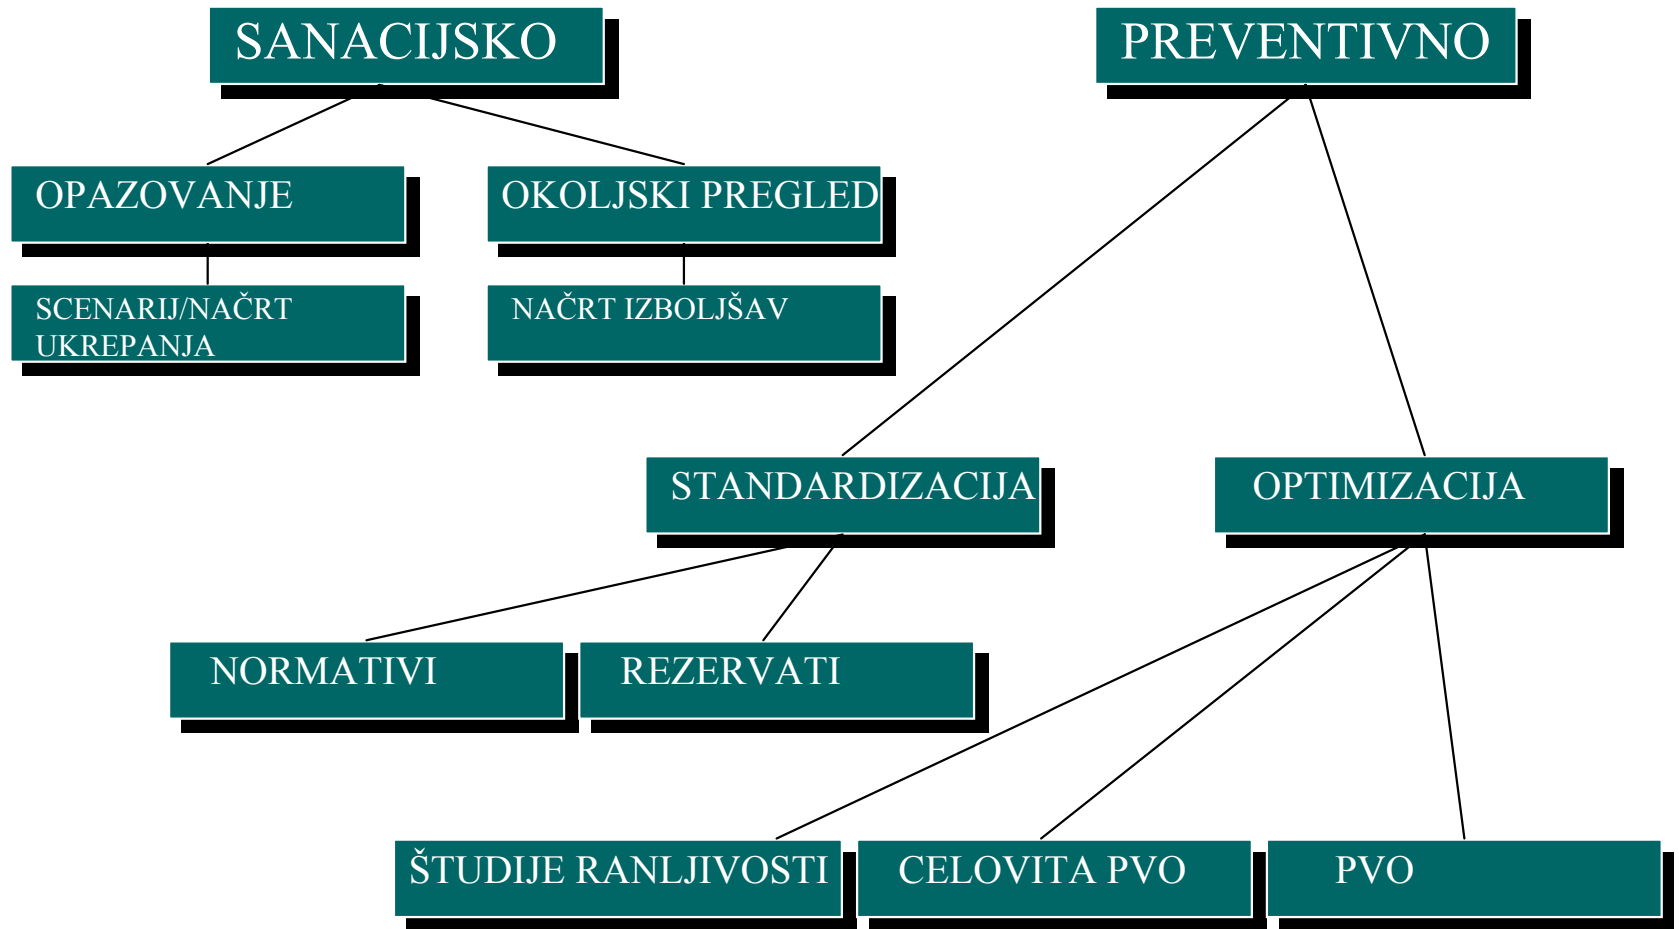 SANACIJSKO
PREVENTIVNO
OPAZOVANJE
OKOLJSKI PREGLED
SCENARIJ/NAČRT
UKREPANJA
NAČRT IZBOLJŠAV
STANDARDIZACIJA
OPTIMIZACIJA
NORMATIVI
REZERVATI
ŠTUDIJE RANLJIVOSTI
CELOVITA PVO
PVO